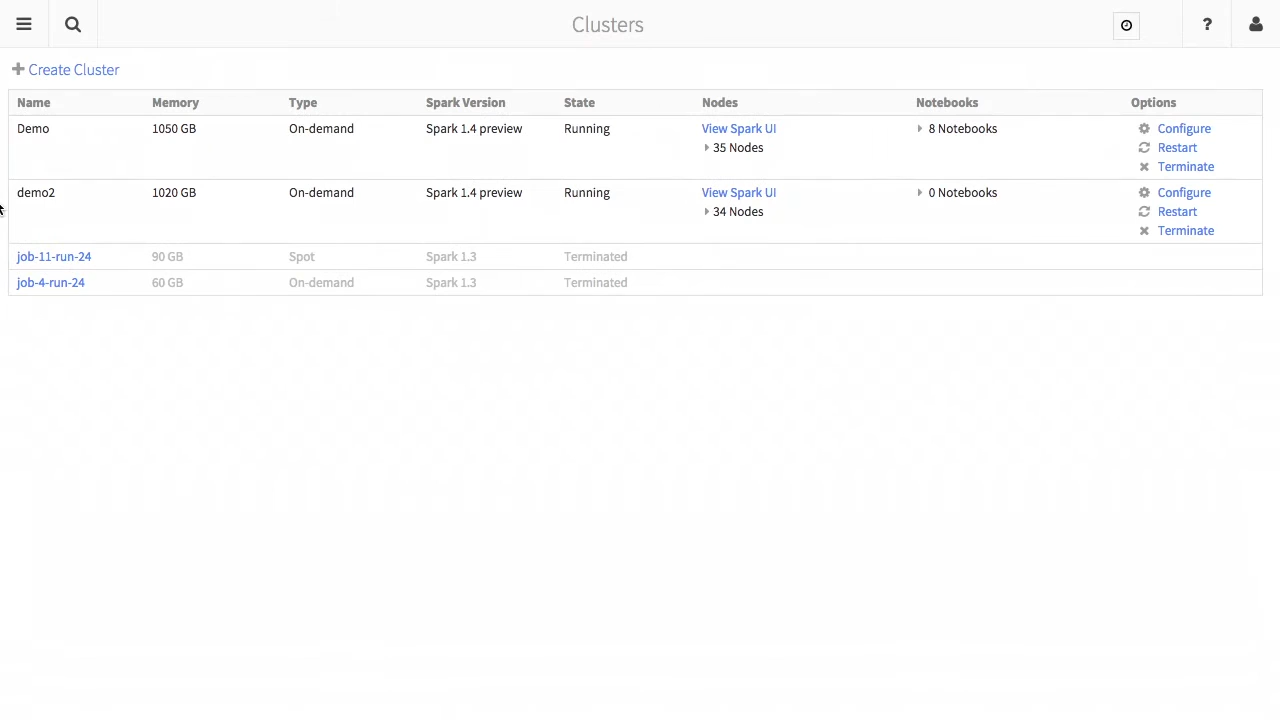 Clusters
?
Create Cluster
Name Memory Type Spark Version State Nodes Notebooks Options
Demo 1050 GB On-demand Spark 1.4 preview Running View Spark UI 8 Notebooks Configure
35 Nodes Restart
Terminate
demo2 1020 GB On-demand Spark 1.4 preview Running View Spark UI 0 Notebooks Configure
34 Nodes Restart
Terminate
job-11-run-24 90 GB Spot Spark 1.3 Terminated
job-4-run-24 60 GB On-demand Spark 1.3 Terminated